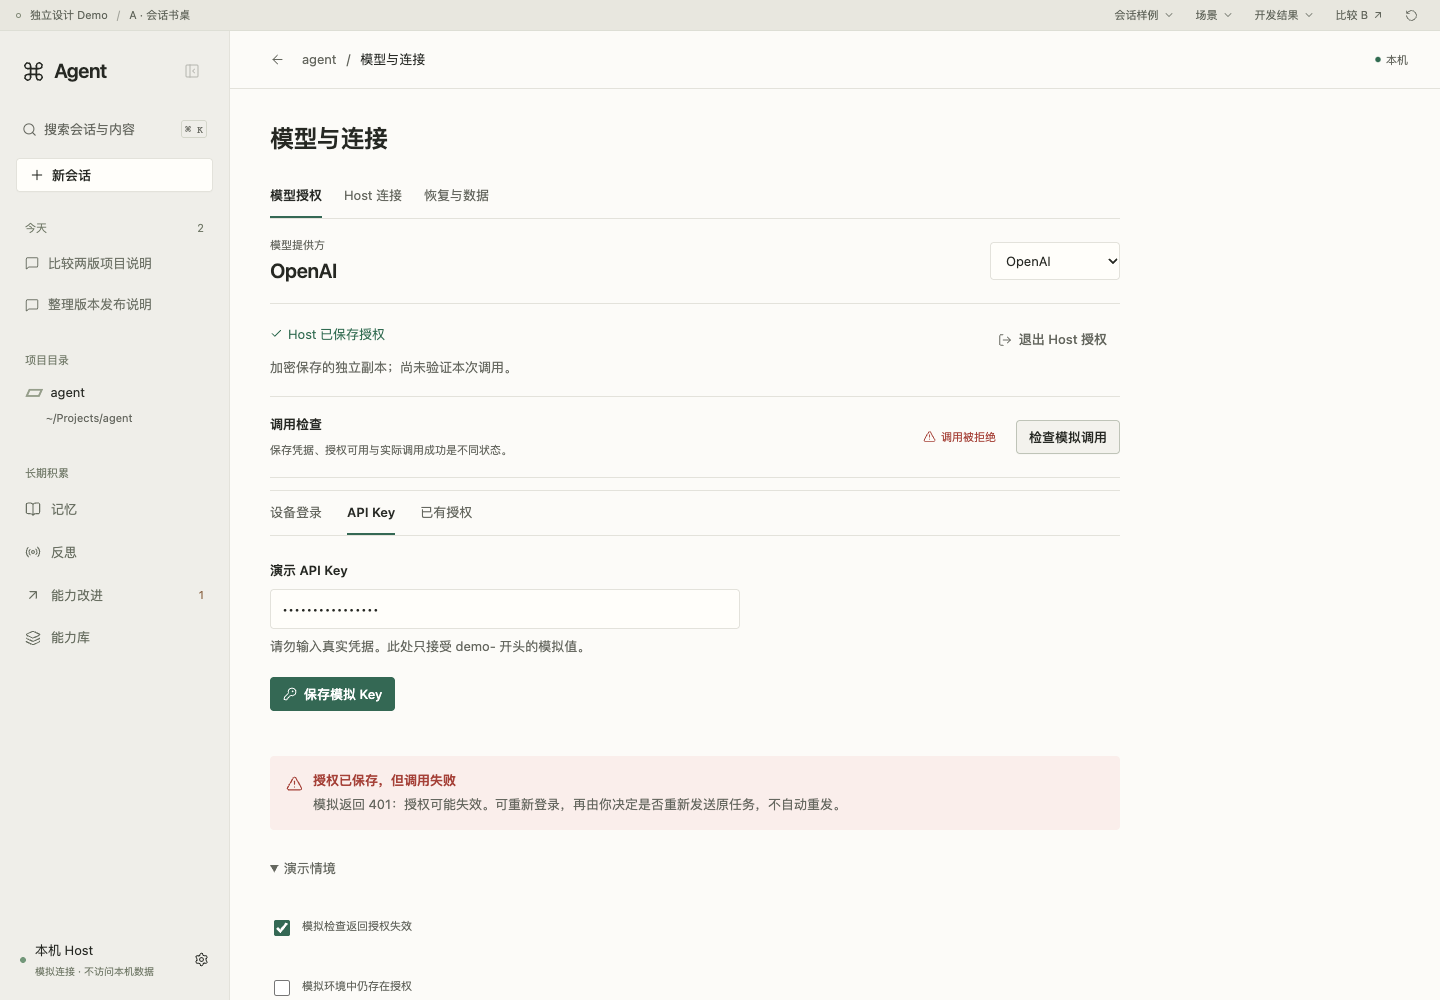 独立设计 Demo / A · 会话书桌
会话样例 场景 开发结果 比较 B
Agent
搜索会话与内容 ⌘ K
新会话
今天 2
比较两版项目说明
整理版本发布说明
项目目录
agent
~/Projects/agent
长期积累
记忆
反思
能力改进 1
能力库
本机 Host
模拟连接 · 不访问本机数据
agent / 模型与连接
本机
模型与连接
模型授权 Host 连接 恢复与数据
模型提供方
OpenAI
OpenAI
Host 已保存授权
退出 Host 授权
加密保存的独立副本；尚未验证本次调用。
调用检查
保存凭据、授权可用与实际调用成功是不同状态。
调用被拒绝
检查模拟调用
设备登录 API Key 已有授权
演示 API Key
••••••••••••••••
请勿输入真实凭据。此处只接受 demo- 开头的模拟值。
保存模拟 Key
授权已保存，但调用失败
模拟返回 401：授权可能失效。可重新登录，再由你决定是否重新发送原任务，不自动重发。
演示情境
模拟检查返回授权失效
模拟环境中仍存在授权